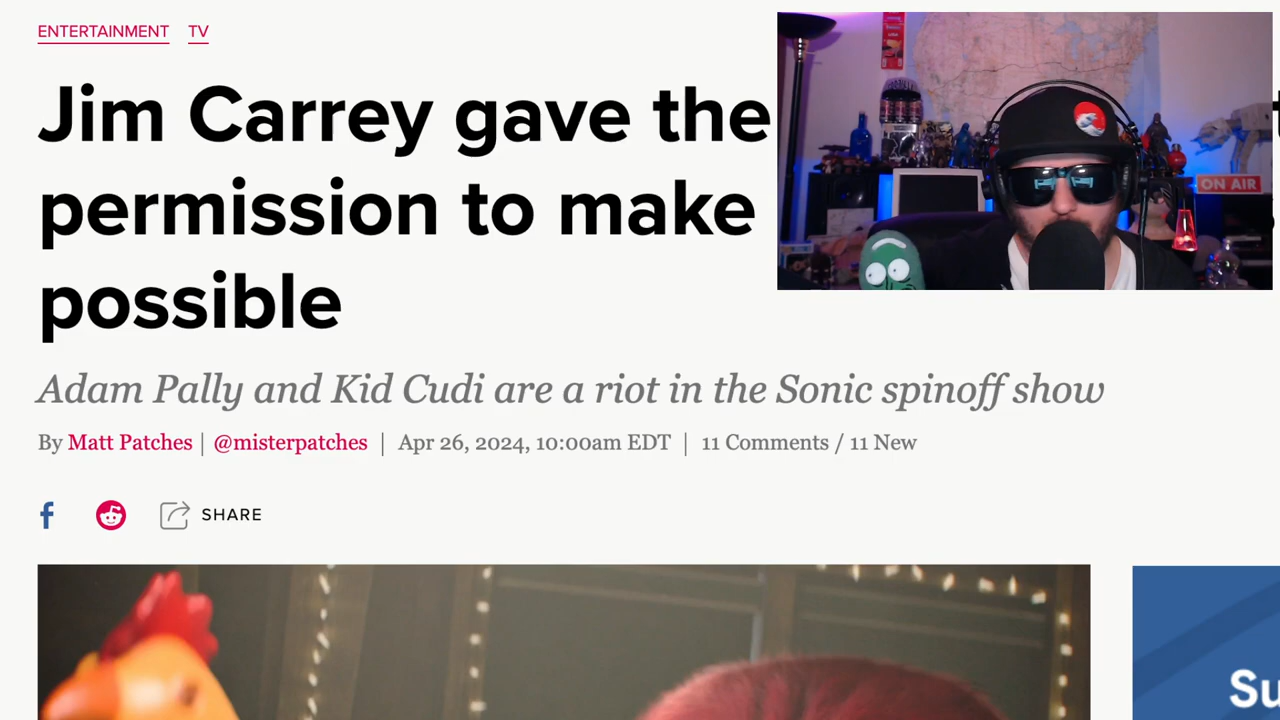 ENTERTAINMENT TV
Jim Carrey gave the
permission to make
possible
ON AIR
Adam Pally and Kid Cudi are a riot in the Sonic spinoff show
By Matt Patches | @misterpatches | Apr 26, 2024, 10:00am EDT | 11 Comments / 11 New
f SHARE
Su